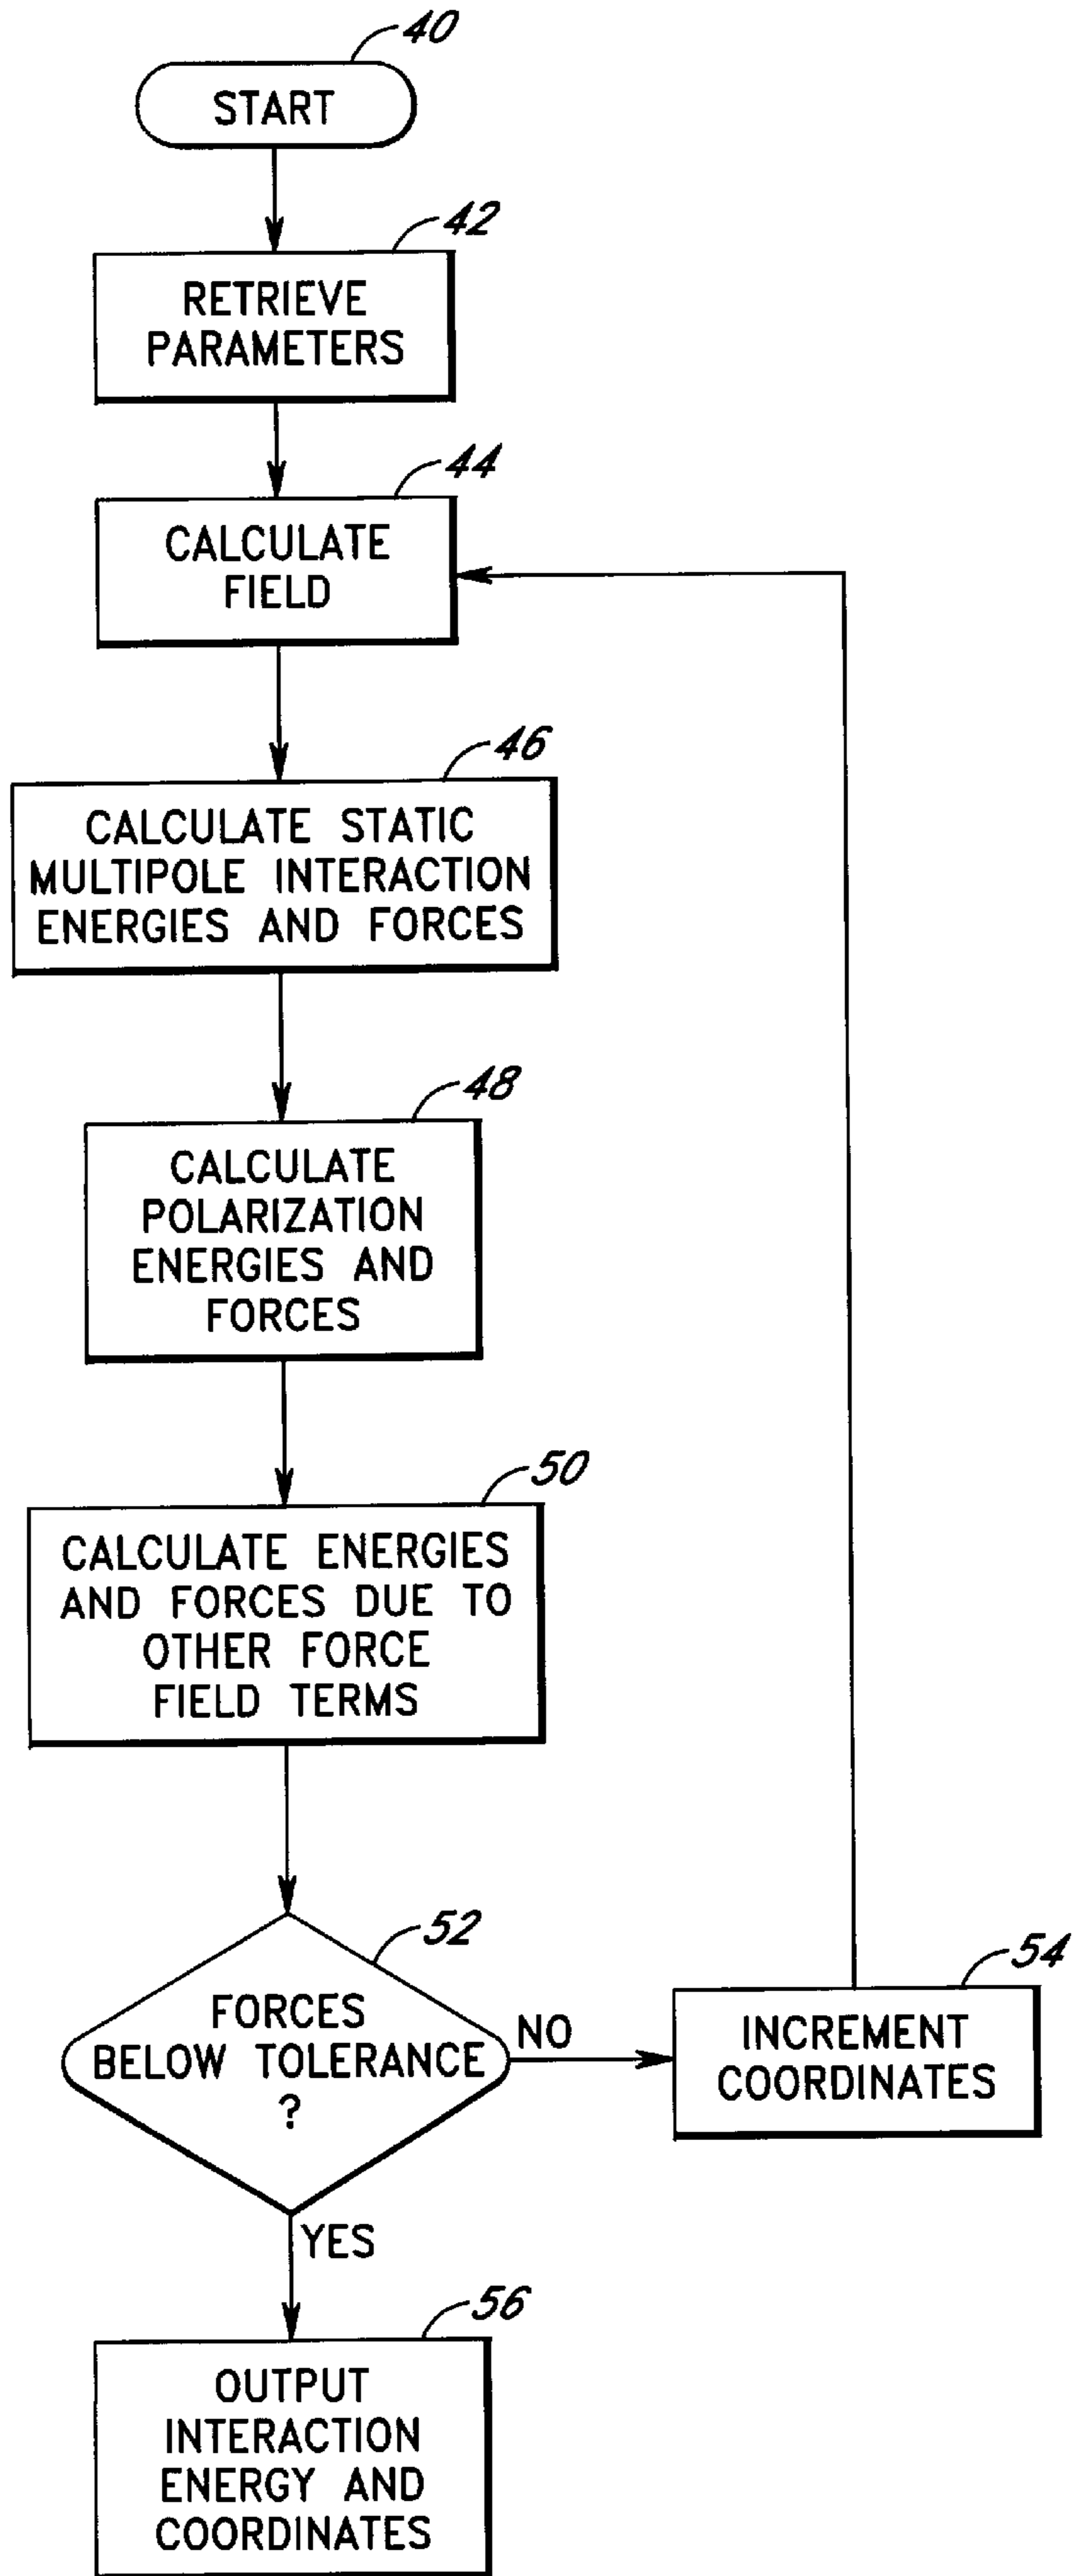 40
START
42
RETRIEVE
PARAMETERS
44
CALCULATE
FIELD
46
CALCULATE STATIC
MULTIPOLE INTERACTION
ENERGIES AND FORCES
48
CALCULATE
POLARIZATION
ENERGIES AND
FORCES
50
CALCULATE ENERGIES
AND FORCES DUE TO
OTHER FORCE
FIELD TERMS
52
FORCES
BELOW TOLERANCE
?
NO
54
INCREMENT
COORDINATES
YES
56
OUTPUT
INTERACTION
ENERGY AND
COORDINATES